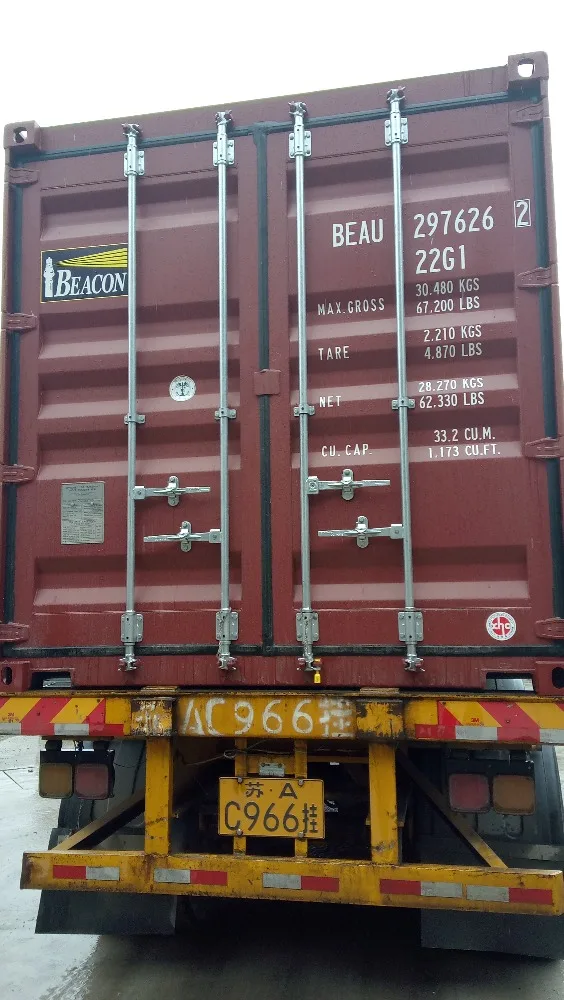 BEAU 297626 2
22G1
BEACON
MAX.GROSS 30.480 KGS
67.200 LBS
TARE 2.210 KGS
4.870 LBS
NET 28.270 KGS
62.330 LBS
CU. CAP. 33.2 CU.M.
1.173 CU.FT.
chc
AC966挂
苏·A
C966挂